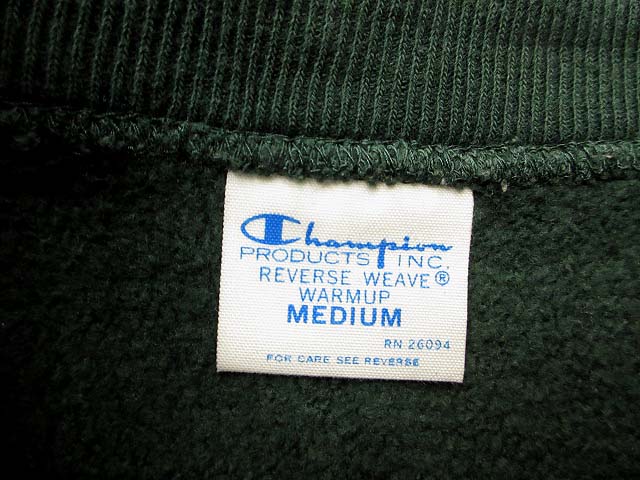 Champion
PRODUCTS INC.
REVERSE WEAVE®
WARMUP
MEDIUM
RN 26094
FOR CARE SEE REVERSE